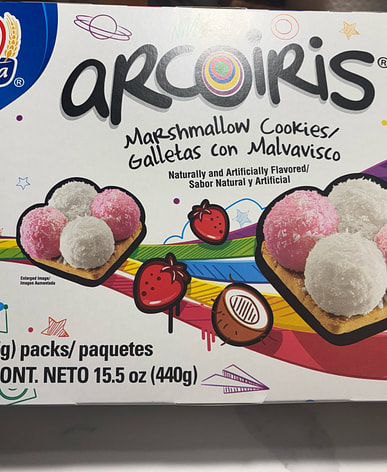 a®
ARCOiRiS®
Marshmallow Cookies/
Galletas con Malvavisco
Naturally and Artificially Flavored/
Sabor Natural y Artificial
Enlarged Image/
Imagen Aumentada
g) packs/ paquetes
ONT. NETO 15.5 oz (440g)